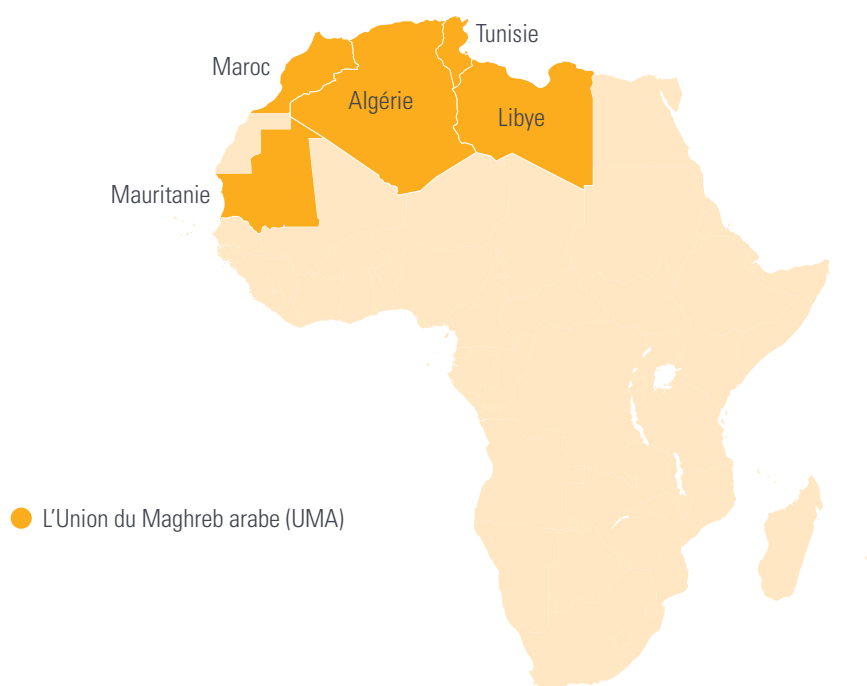 Tunisie
Maroc
Algérie
Libye
Mauritanie
L'Union du Maghreb arabe (UMA)